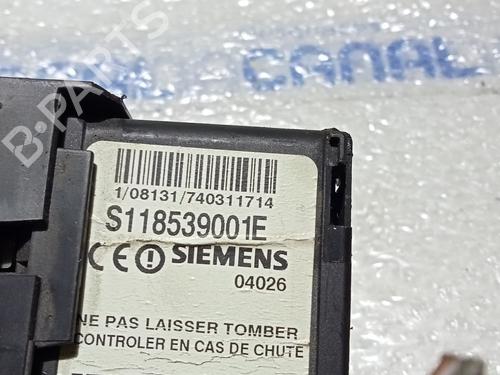 CANAL
B-PARTS
1/08131/740311714
S118539001E
CE SIEMENS
04026
NE PAS LAISSER TOMBER
CONTROLER EN CAS DE CHUTE